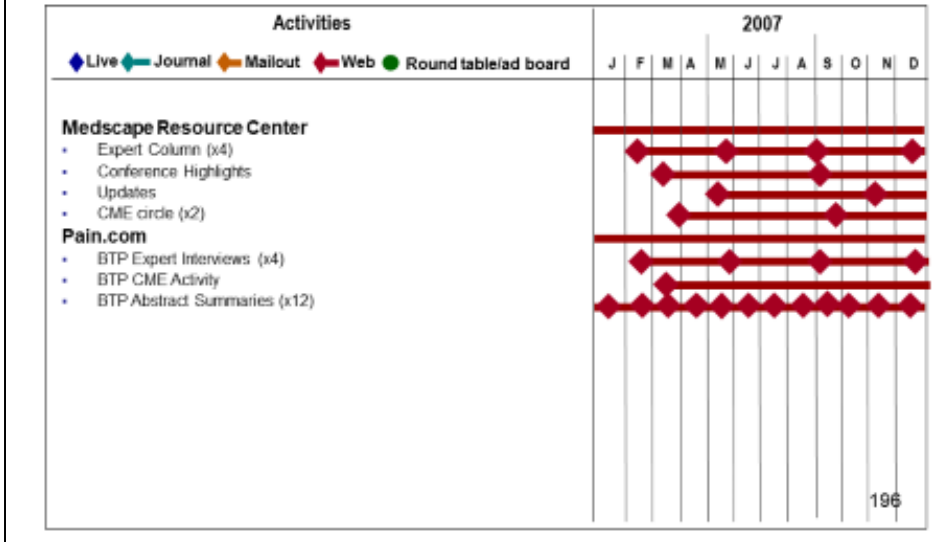 Activities 2007
Live Journal Mailout Web Round table/ad board J F M A M J J A S O N D
Medscape Resource Center
• Expert Column (x4)
• Conference Highlights
• Updates
• CME circle (x2)
Pain.com
• BTP Expert Interviews (x4)
• BTP CME Activity
• BTP Abstract Summaries (x12)
196